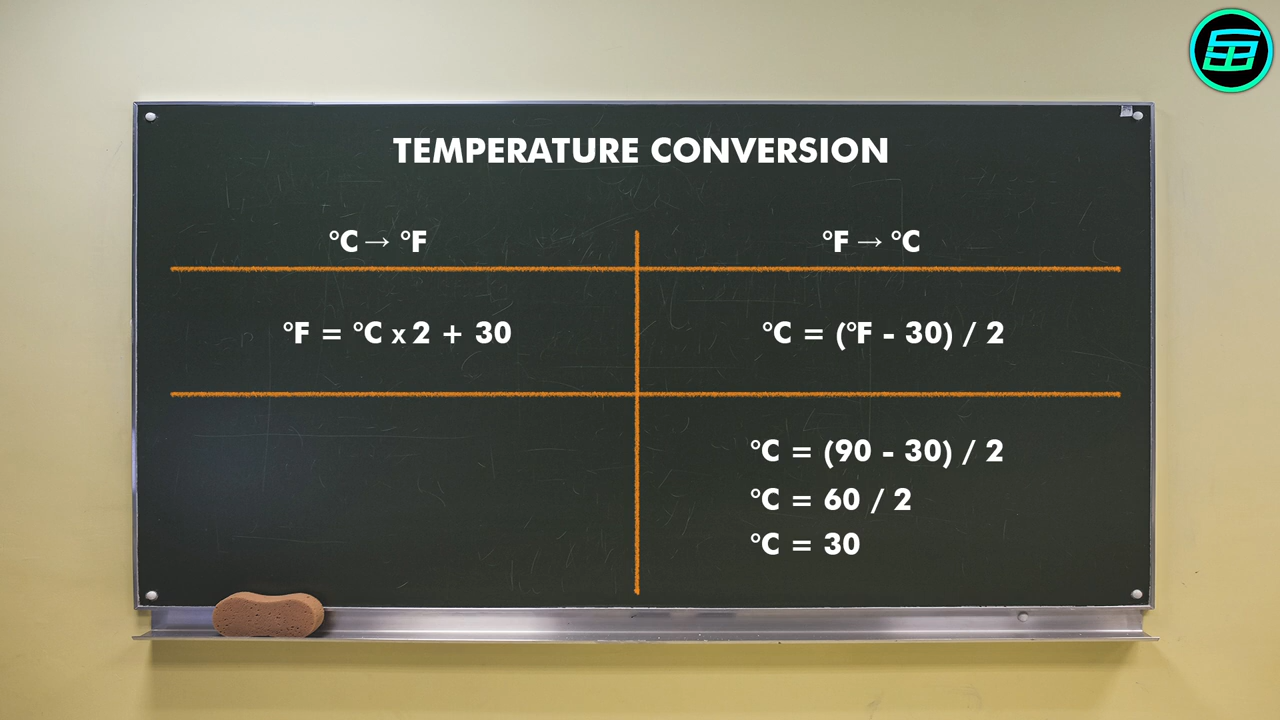 TEMPERATURE CONVERSION
°C → °F
°F → °C
°F = °C x 2 + 30
°C = (°F - 30) / 2
°C = (90 - 30) / 2
°C = 60 / 2
°C = 30